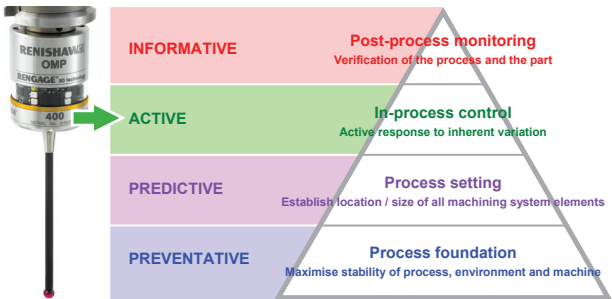 RENISHAW
OMP
RENGAGE
400
INFORMATIVE
Post-process monitoring
Verification of the process and the part
ACTIVE
In-process control
Active response to inherent variation
PREDICTIVE
Process setting
Establish location / size of all machining system elements
PREVENTATIVE
Process foundation
Maximise stability of process, environment and machine